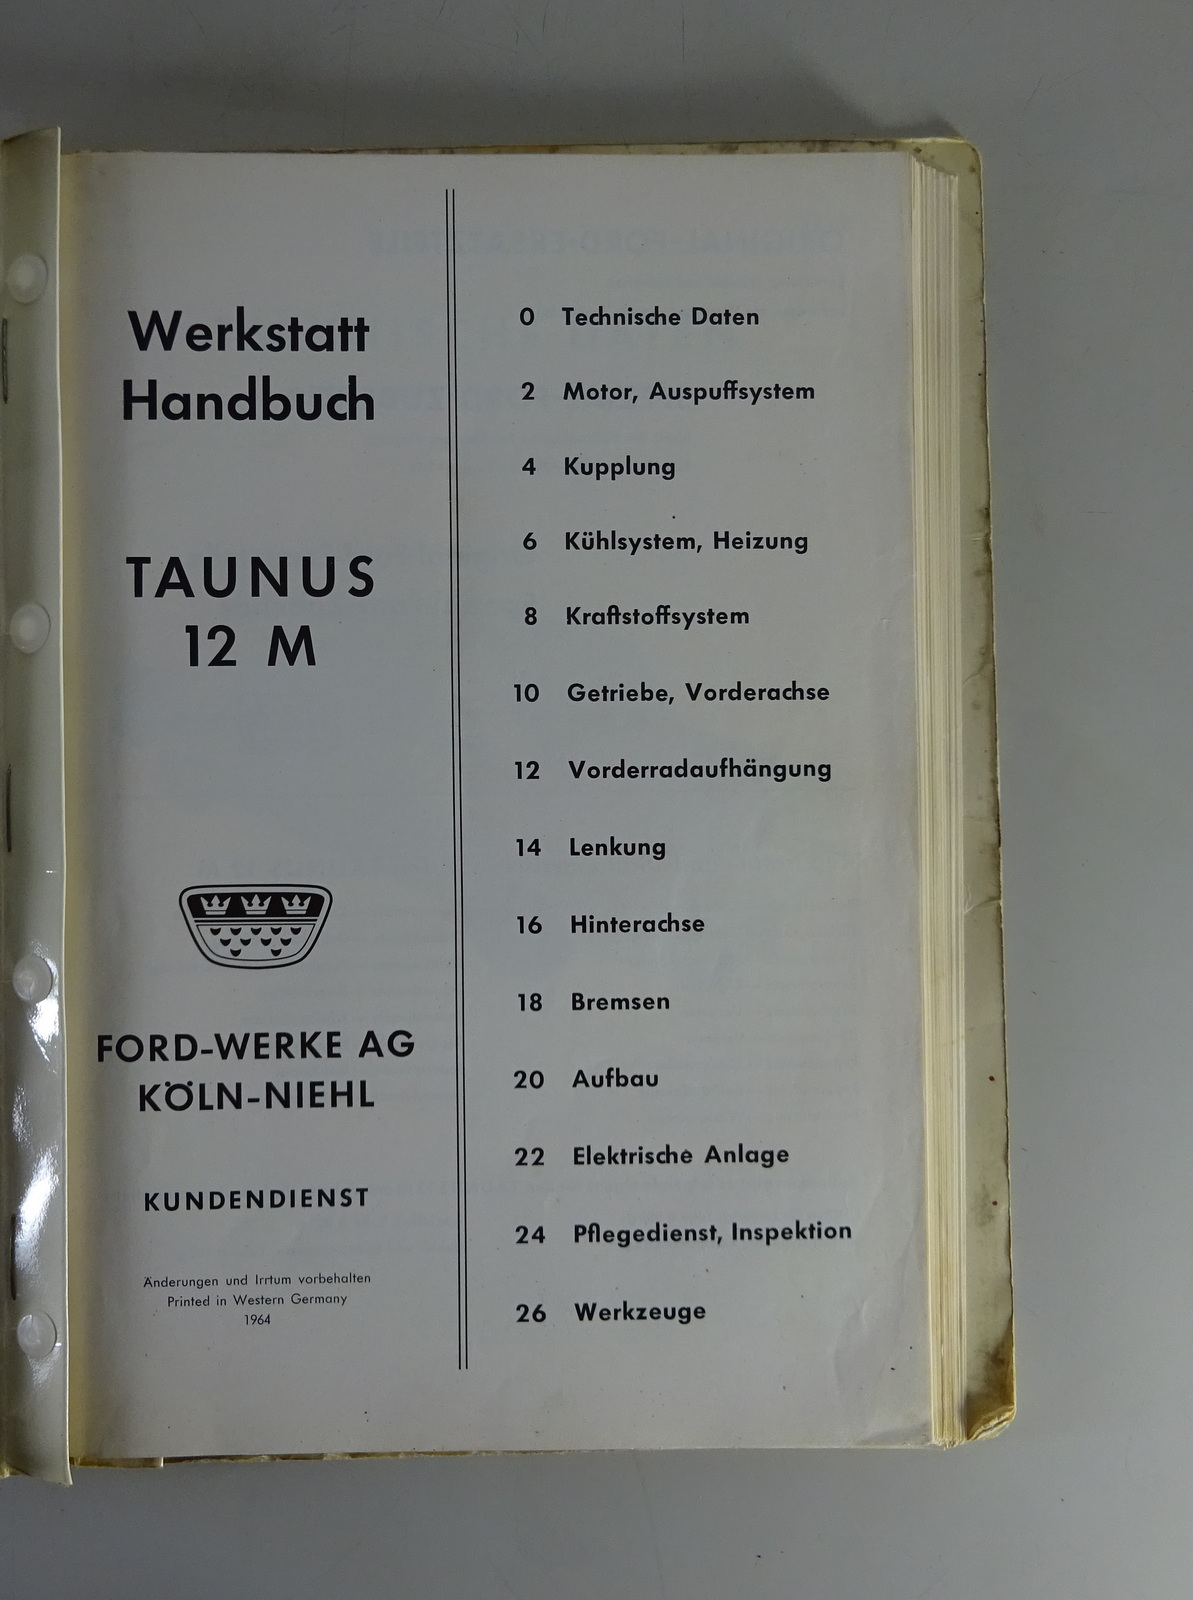 Werkstatt
Handbuch
TAUNUS
12 M
FORD-WERKE AG
KÖLN-NIEHL
KUNDENDIENST
Änderungen und Irrtum vorbehalten
Printed in Western Germany
1964
0 Technische Daten
2 Motor, Auspuffsystem
4 Kupplung
6 Kühlsystem, Heizung
8 Kraftstoffsystem
10 Getriebe, Vorderachse
12 Vorderradaufhängung
14 Lenkung
16 Hinterachse
18 Bremsen
20 Aufbau
22 Elektrische Anlage
24 Pflegedienst, Inspektion
26 Werkzeuge